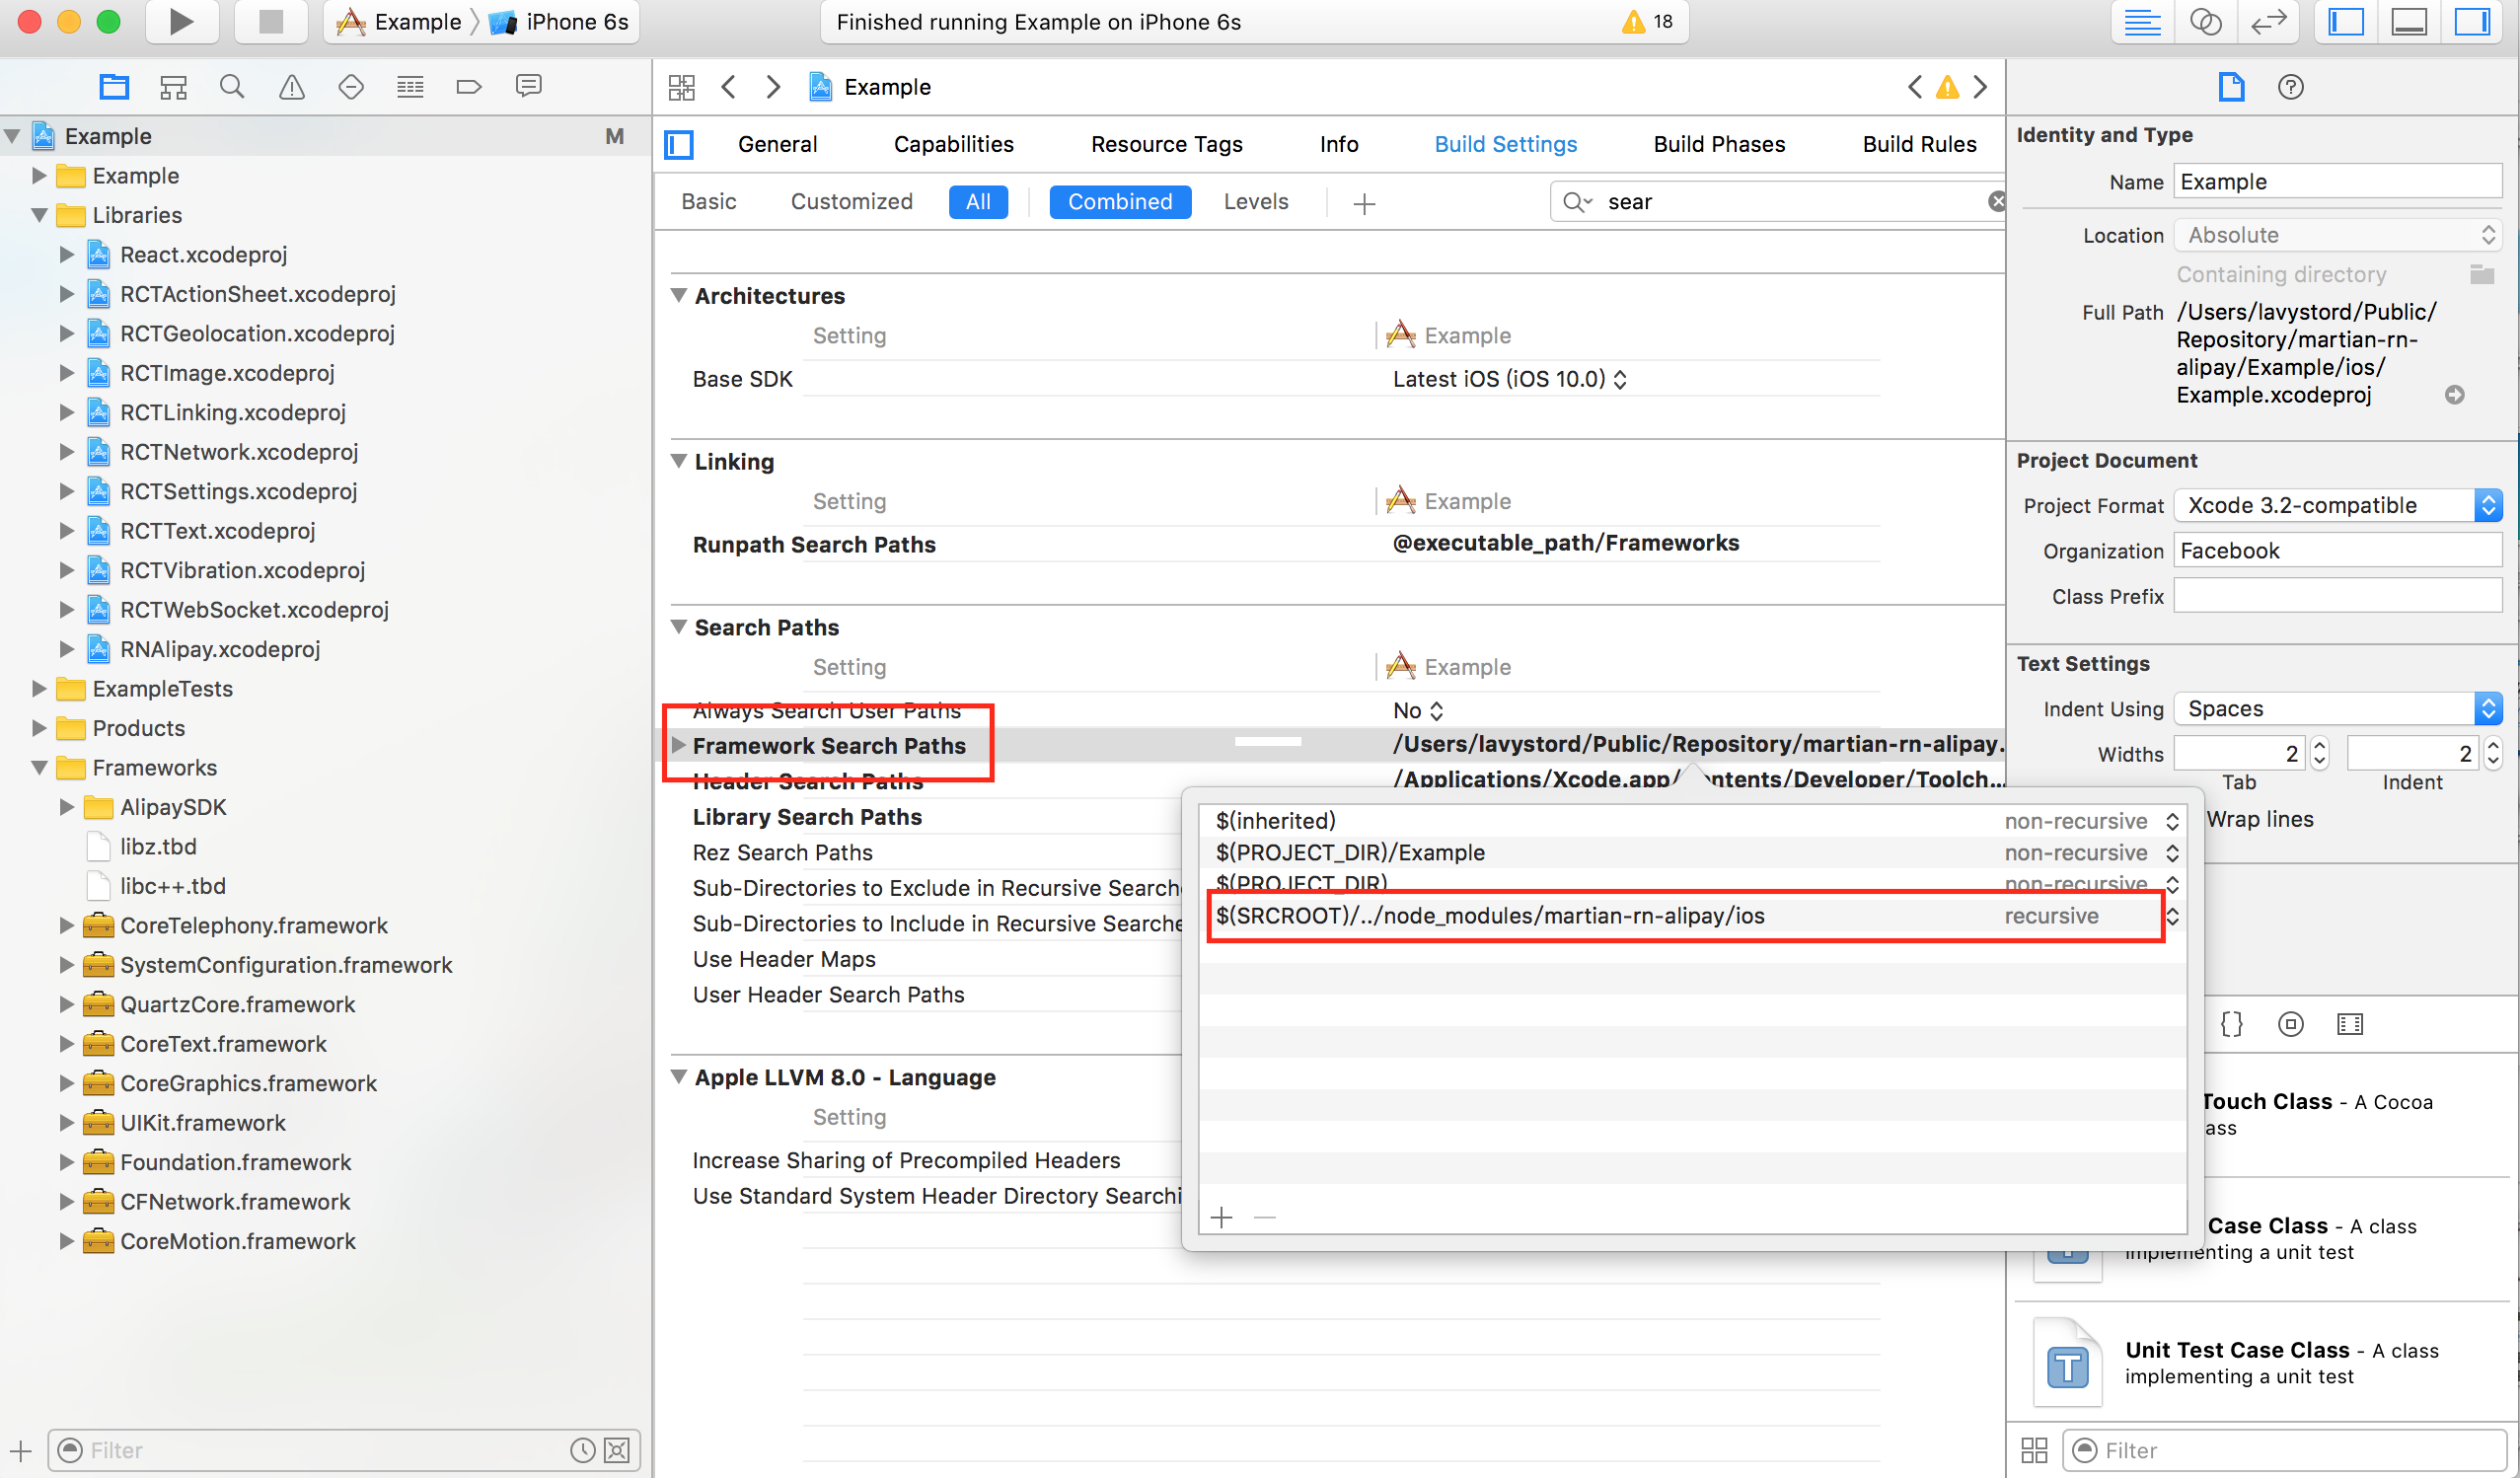 Example
iPhone 6s
Finished running Example on iPhone 6s
18
Example
M
Example
Libraries
React.xcodeproj
RCTActionSheet.xcodeproj
RCTGeolocation.xcodeproj
RCTImage.xcodeproj
RCTLinking.xcodeproj
RCTNetwork.xcodeproj
RCTSettings.xcodeproj
RCTText.xcodeproj
RCTVibration.xcodeproj
RCTWebSocket.xcodeproj
RNAlipay.xcodeproj
ExampleTests
Products
Frameworks
AlipaySDK
libz.tbd
libc++.tbd
CoreTelephony.framework
SystemConfiguration.framework
QuartzCore.framework
CoreText.framework
CoreGraphics.framework
UIKit.framework
Foundation.framework
CFNetwork.framework
CoreMotion.framework
Filter
Example
General
Capabilities
Resource Tags
Info
Build Settings
Build Phases
Build Rules
Basic
Customized
All
Combined
Levels
sear
Architectures
Setting
Example
Base SDK
Latest iOS (iOS 10.0)
Linking
Setting
Example
Runpath Search Paths
@executable_path/Frameworks
Search Paths
Setting
Example
Always Search User Paths
No
Framework Search Paths
/Users/lavystord/Public/Repository/martian-rn-alipay.
Header Search Paths
/Applications/Xcode.app/Contents/Developer/Toolch...
Library Search Paths
Rez Search Paths
Sub-Directories to Exclude in Recursive Searche
Sub-Directories to Include in Recursive Searche
Use Header Maps
User Header Search Paths
$(inherited)
non-recursive
$(PROJECT_DIR)/Example
non-recursive
$(PROJECT_DIR)
non-recursive
$(SRCROOT)/../node_modules/martian-rn-alipay/ios
recursive
Apple LLVM 8.0 - Language
Setting
Increase Sharing of Precompiled Headers
Use Standard System Header Directory Searchi
Identity and Type
Name
Example
Location
Absolute
Containing directory
Full Path
/Users/lavystord/Public/
Repository/martian-rn-
alipay/Example/ios/
Example.xcodeproj
Project Document
Project Format
Xcode 3.2-compatible
Organization
Facebook
Class Prefix
Text Settings
Indent Using
Spaces
Widths
2
2
Tab
Indent
Wrap lines
Touch Class - A Cocoa
ass
Case Class - A class
implementing a unit test
Unit Test Case Class - A class
implementing a unit test
T
Filter